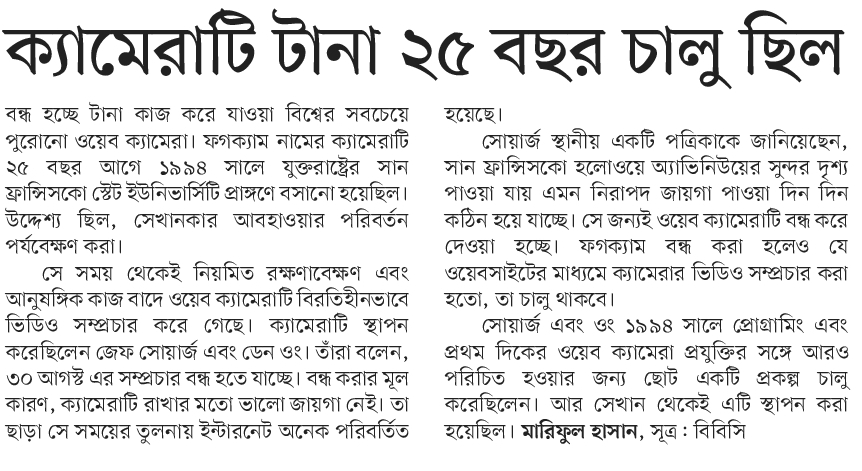 ক্যামেরাটি টানা ২৫ বছর চালু ছিল
বন্ধ হচ্ছে টানা কাজ করে যাওয়া বিশ্বের সবচেয়ে
পুরোনো ওয়েব ক্যামেরা। ফগক্যাম নামের ক্যামেরাটি
২৫ বছর আগে ১৯৯৪ সালে যুক্তরাষ্ট্রের সান
ফ্রান্সিসকো স্টেট ইউনিভার্সিটি প্রাঙ্গণে বসানো হয়েছিল।
উদ্দেশ্য ছিল, সেখানকার আবহাওয়ার পরিবর্তন
পর্যবেক্ষণ করা।
সে সময় থেকেই নিয়মিত রক্ষণাবেক্ষণ এবং
আনুষঙ্গিক কাজ বাদে ওয়েব ক্যামেরাটি বিরতিহীনভাবে
ভিডিও সম্প্রচার করে গেছে। ক্যামেরাটি স্থাপন
করেছিলেন জেফ সোয়ার্জ এবং ডেন ওং। তাঁরা বলেন,
৩০ আগস্ট এর সম্প্রচার বন্ধ হতে যাচ্ছে। বন্ধ করার মূল
কারণ, ক্যামেরাটি রাখার মতো ভালো জায়গা নেই। তা
ছাড়া সে সময়ের তুলনায় ইন্টারনেট অনেক পরিবর্তিত
হয়েছে।
সোয়ার্জ স্থানীয় একটি পত্রিকাকে জানিয়েছেন,
সান ফ্রান্সিসকো হলোওয়ে অ্যাভিনিউয়ের সুন্দর দৃশ্য
পাওয়া যায় এমন নিরাপদ জায়গা পাওয়া দিন দিন
কঠিন হয়ে যাচ্ছে। সে জন্যই ওয়েব ক্যামেরাটি বন্ধ করে
দেওয়া হচ্ছে। ফগক্যাম বন্ধ করা হলেও যে
ওয়েবসাইটের মাধ্যমে ক্যামেরার ভিডিও সম্প্রচার করা
হতো, তা চালু থাকবে।
সোয়ার্জ এবং ওং ১৯৯৪ সালে প্রোগ্রামিং এবং
প্রথম দিকের ওয়েব ক্যামেরা প্রযুক্তির সঙ্গে আরও
পরিচিত হওয়ার জন্য ছোট একটি প্রকল্প চালু
করেছিলেন। আর সেখান থেকেই এটি স্থাপন করা
হয়েছিল। মারিফুল হাসান, সূত্র : বিবিসি